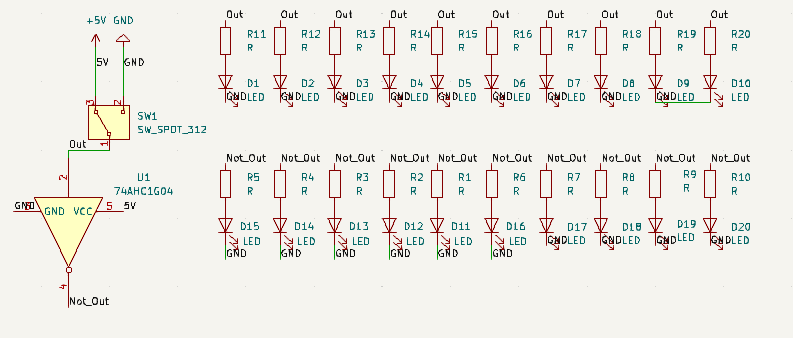 +5V GND
5V GND
3 2
SW1
SW_SPDT_312
1
Out
2
U1
74AHC1G04
GND 3 GND VCC 5 5V
4
Not_Out
Out Out Out Out Out Out Out Out Out Out
R11 R12 R13 R14 R15 R16 R17 R18 R19 R20
R R R R R R R R R R
D1 D2 D3 D4 D5 D6 D7 D8 D9 D10
GND LED GND LED GND LED GND LED GND LED GND LED GND LED GND LED GND LED LED
Not_Out Not_Out Not_Out Not_Out Not_Out Not_Out Not_Out Not_Out Not_Out Not_Out
R5 R4 R3 R2 R1 R6 R7 R8 R9 R10
R R R R R R R R R R
D15 D14 D13 D12 D11 D16 D17 D18 D19 D20
LED LED LED LED LED LED GND LED GND LED GND LED GND LED
GND GND GND GND GND GND